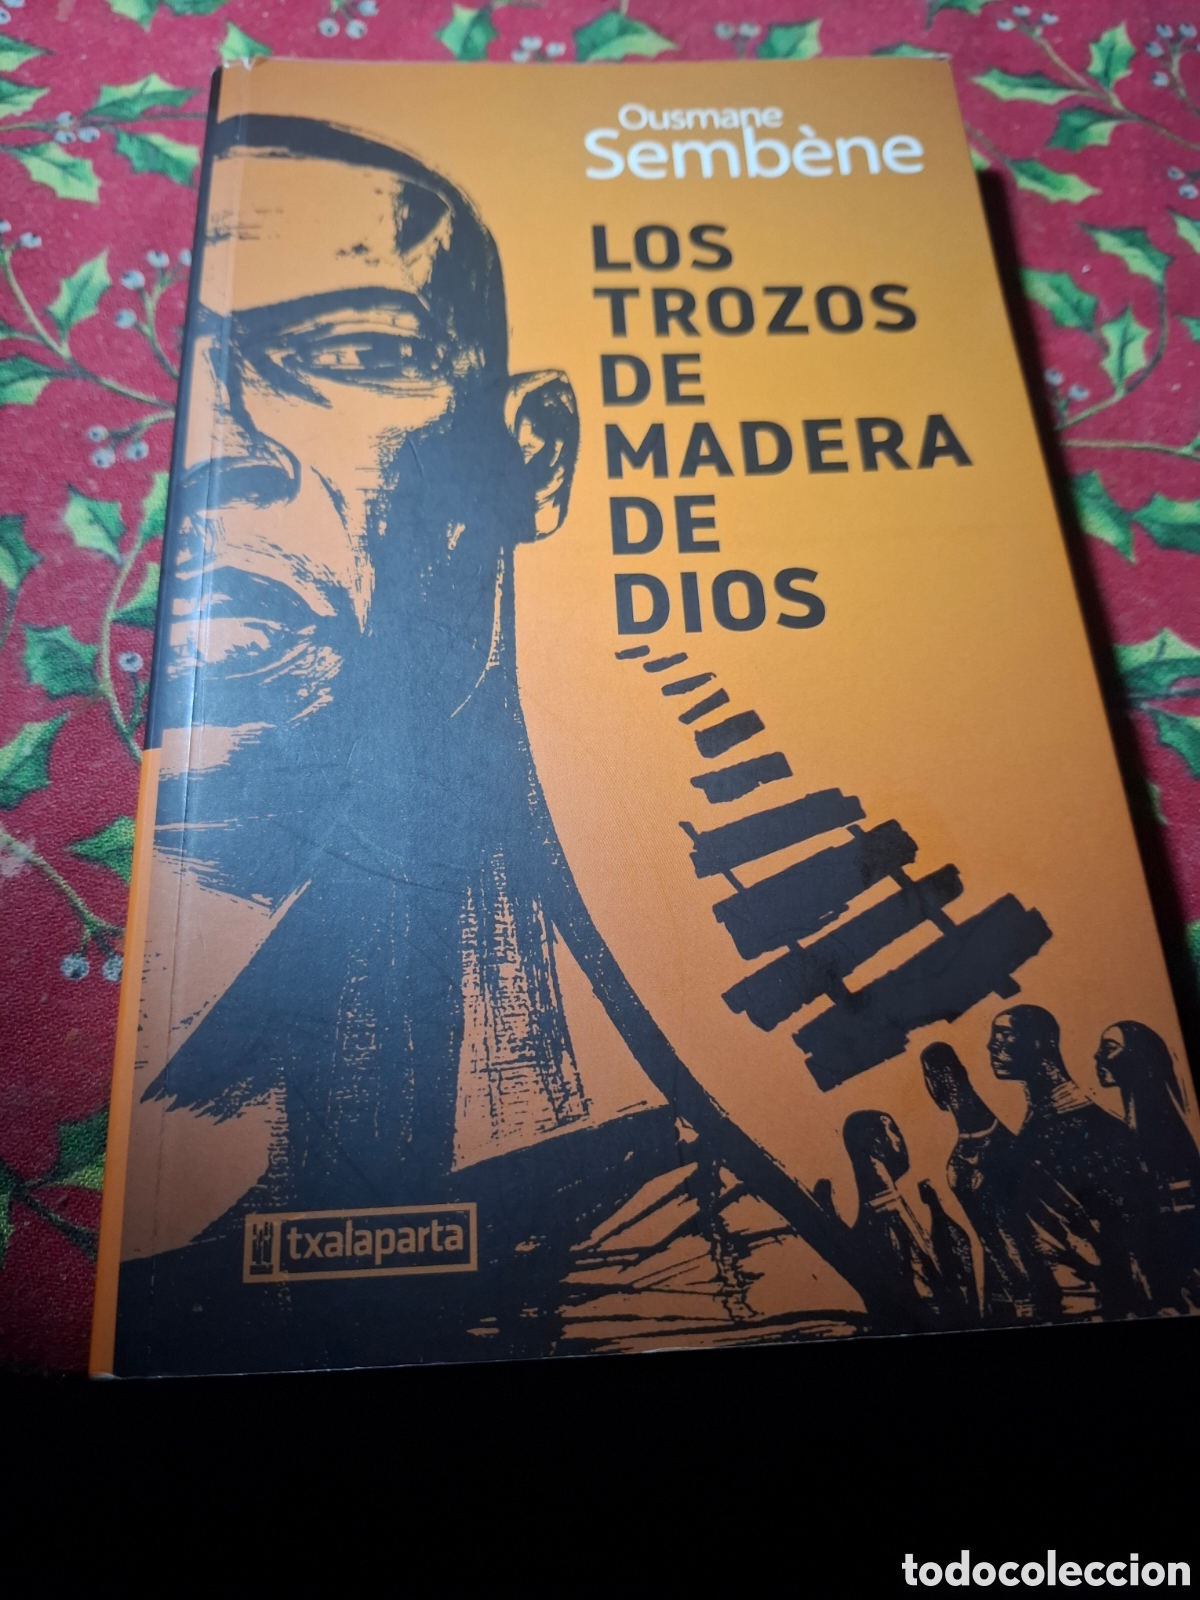 Ousmane
Sembène
LOS
TROZOS
DE
MADERA
DE
DIOS
txalaparta
todocoleccion